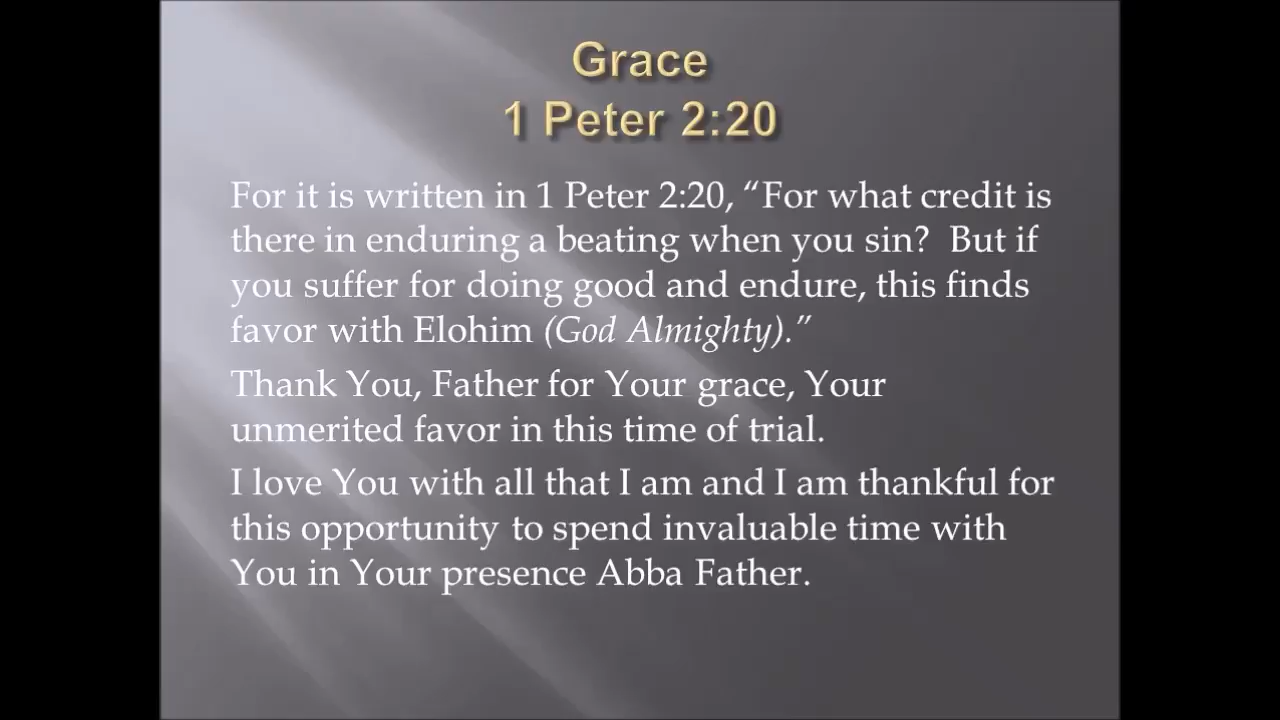 Grace
1 Peter 2:20
For it is written in 1 Peter 2:20, “For what credit is
there in enduring a beating when you sin?  But if
you suffer for doing good and endure, this finds
favor with Elohim (God Almighty).”
Thank You, Father for Your grace, Your
unmerited favor in this time of trial.
I love You with all that I am and I am thankful for
this opportunity to spend invaluable time with
You in Your presence Abba Father.